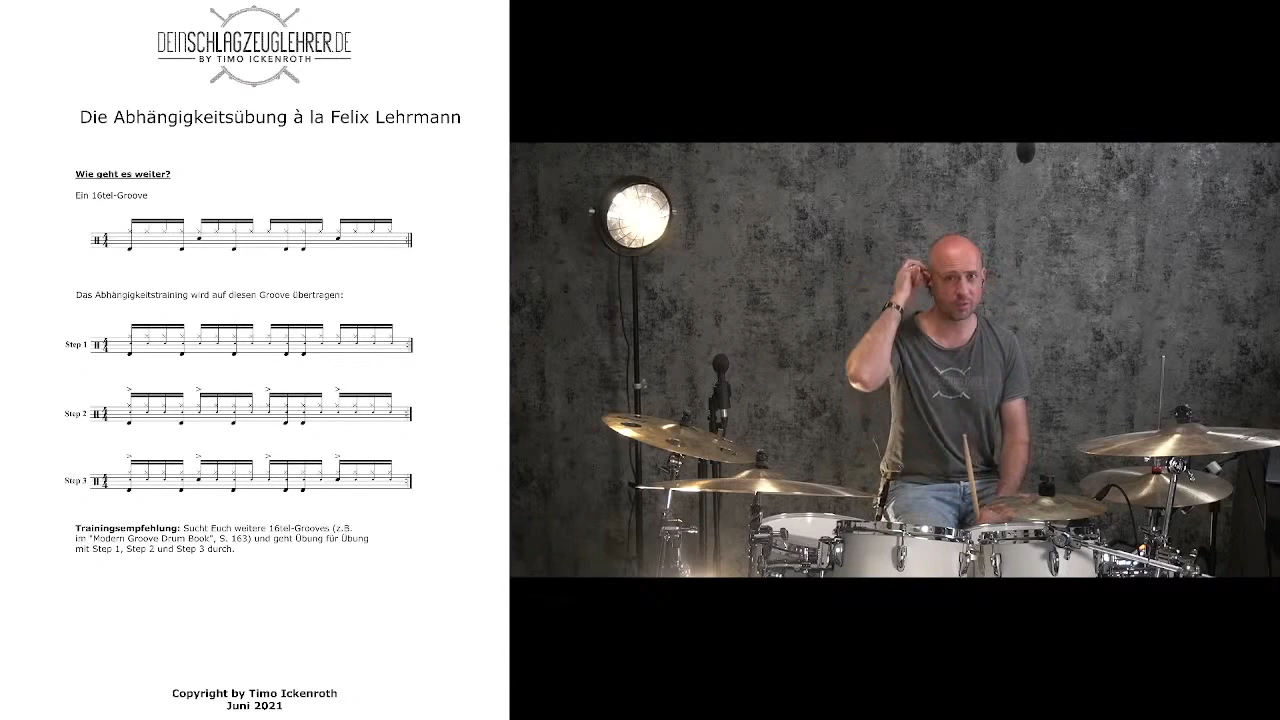 DEINSCHLAGZEUGLEHRER.DE
BY TIMO ICKENROTH
Die Abhängigkeitsübung à la Felix Lehrmann
Wie geht es weiter?
Ein 16tel-Groove
Das Abhängigkeitstraining wird auf diesen Groove übertragen:
Step 1
Step 2
Step 3
Trainingsempfehlung: Sucht Euch weitere 16tel-Grooves (z.B.
im "Modern Groove Drum Book", S. 163) und geht Übung für Übung
mit Step 1, Step 2 und Step 3 durch.
Copyright by Timo Ickenroth
Juni 2021